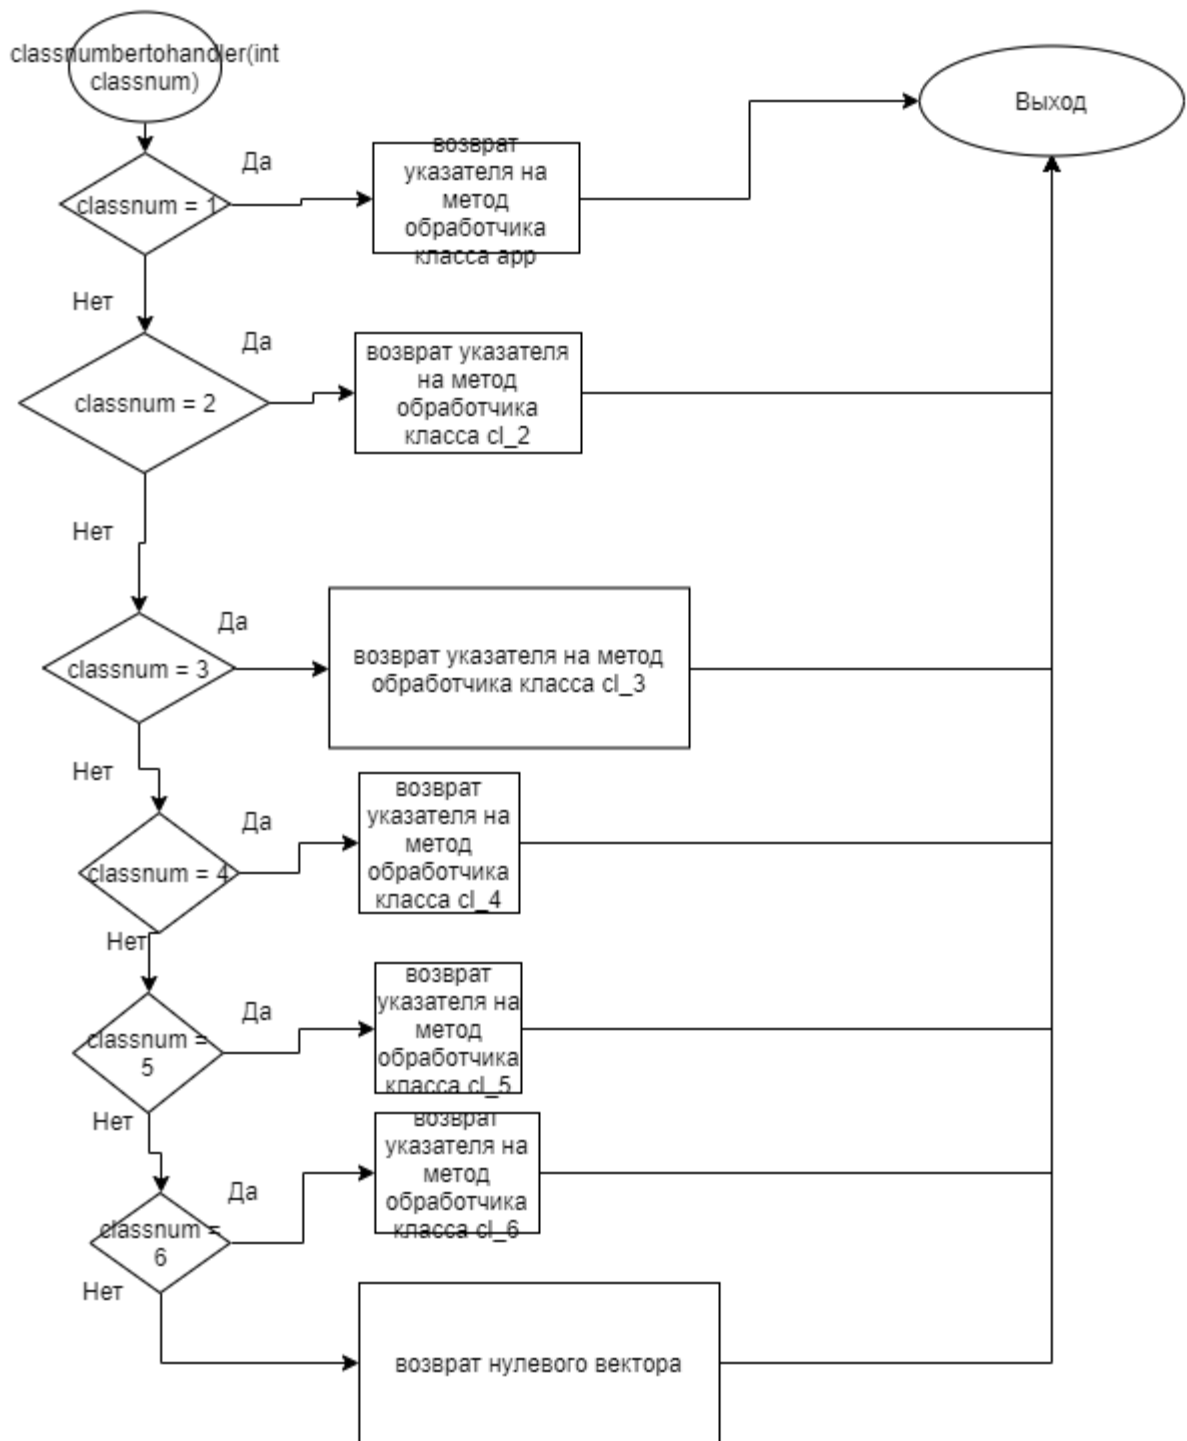 classnumbertohandler(int
classnum)
Выход
Да
classnum = 1
возврат
указателя на
метод
обработчика
класса app
Нет
Да
classnum = 2
возврат указателя
на метод
обработчика
класса cl_2
Нет
Да
classnum = 3
возврат указателя на метод
обработчика класса cl_3
Нет
Да
classnum = 4
возврат
указателя на
метод
обработчика
класса cl_4
Нет
Да
classnum =
5
возврат
указателя на
метод
обработчика
класса cl_5
Нет
Да
classnum =
6
возврат
указателя на
метод
обработчика
класса cl_6
Нет
возврат нулевого вектора